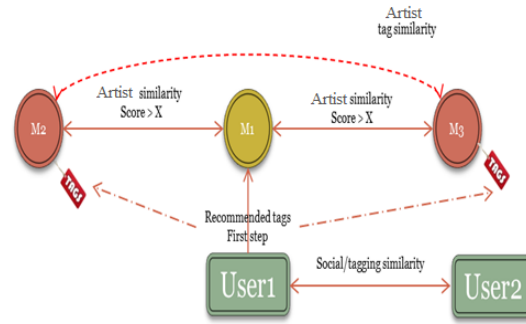 Artist
tag similarity
Artist similarity
Score > X
Artist similarity
Score > X
M2
M1
M3
TAGS
TAGS
Recommended tags
First step
Social/tagging similarity
User1
User2